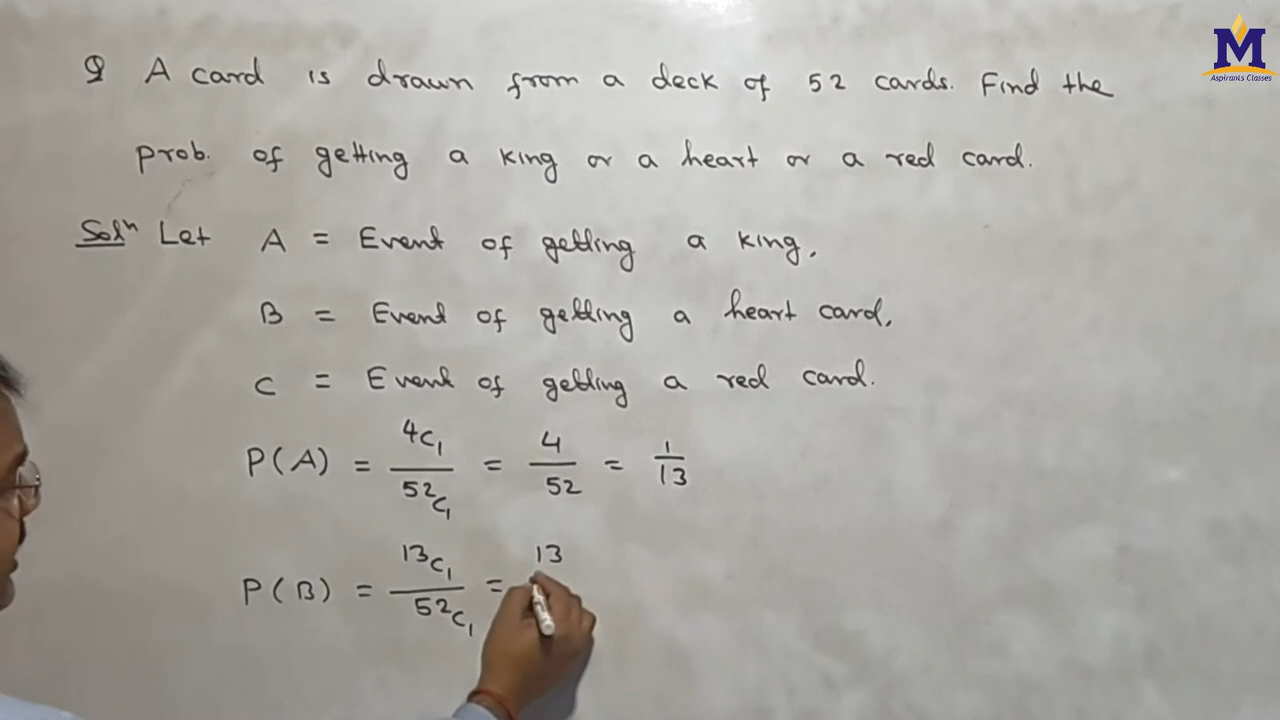 M
Aspirants Classes
Q A card is drawn from a deck of 52 cards. Find the
prob. of getting a king or a heart or a red card.
Solⁿ Let A = Event of getting a king,
B = Event of getting a heart card,
C = Event of getting a red card.
P(A) = 4C₁ / 52C₁ = 4 / 52 = 1 / 13
P(B) = 13C₁ / 52C₁ = 13